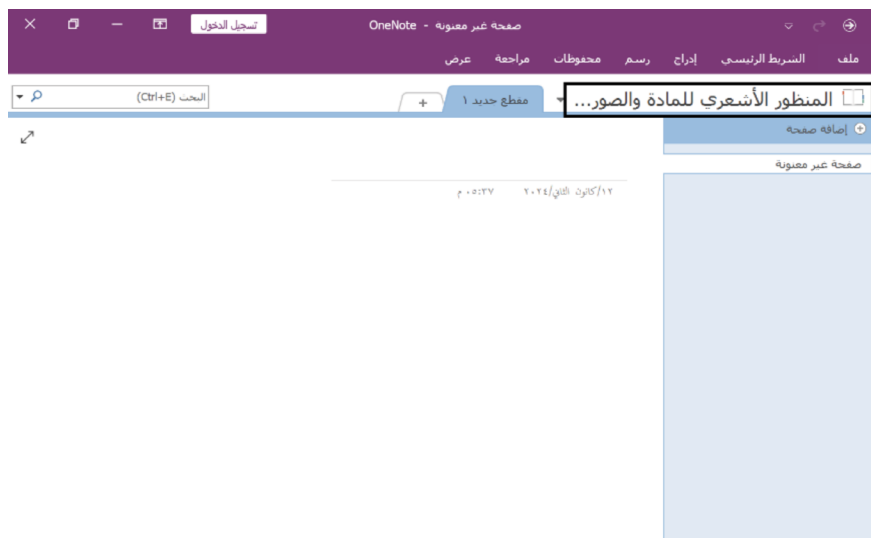 صفحة غير معنونة - OneNote
تسجيل الدخول
ملف الشريط الرئيسي إدراج رسم محفوظات مراجعة عرض
المنظور الأشعري للمادة والصور...
مقطع جديد ١
+
البحث (Ctrl+E)
إضافة صفحة
صفحة غير معنونة
١٢/كانون الثاني/٢٠٢٤ ٠٥:٣٧ م